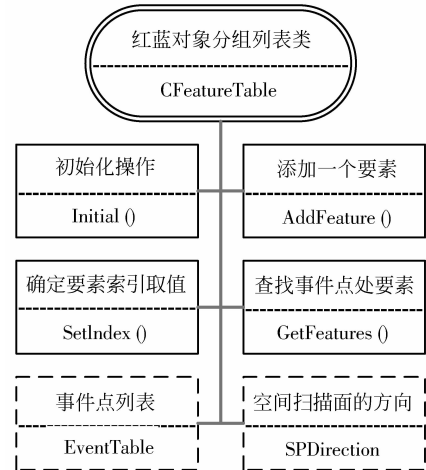 红蓝对象分组列表类
CFeatureTable
初始化操作
Initial ()
添加一个要素
AddFeature ()
确定要素索引取值
SetIndex ()
查找事件点处要素
GetFeatures ()
事件点列表
EventTable
空间扫描面的方向
SPDirection